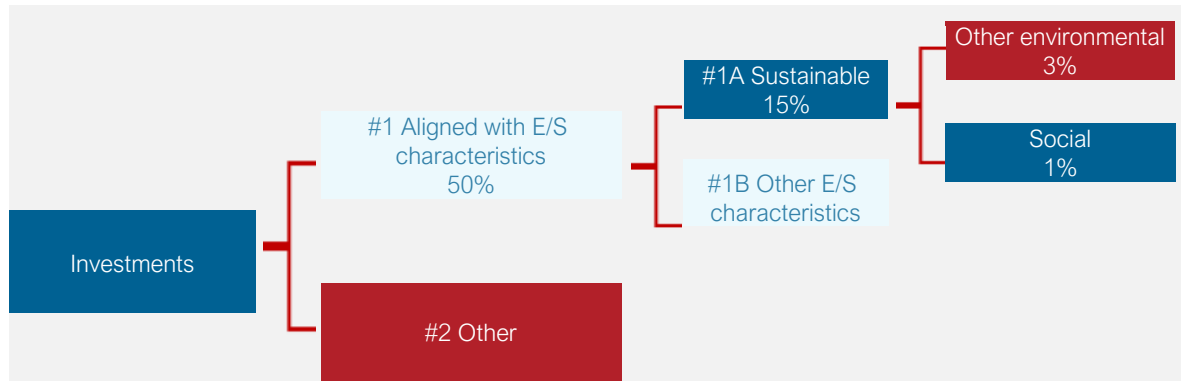 Investments
#1 Aligned with E/S
characteristics
50%
#2 Other
#1A Sustainable
15%
#1B Other E/S
characteristics
Other environmental
3%
Social
1%